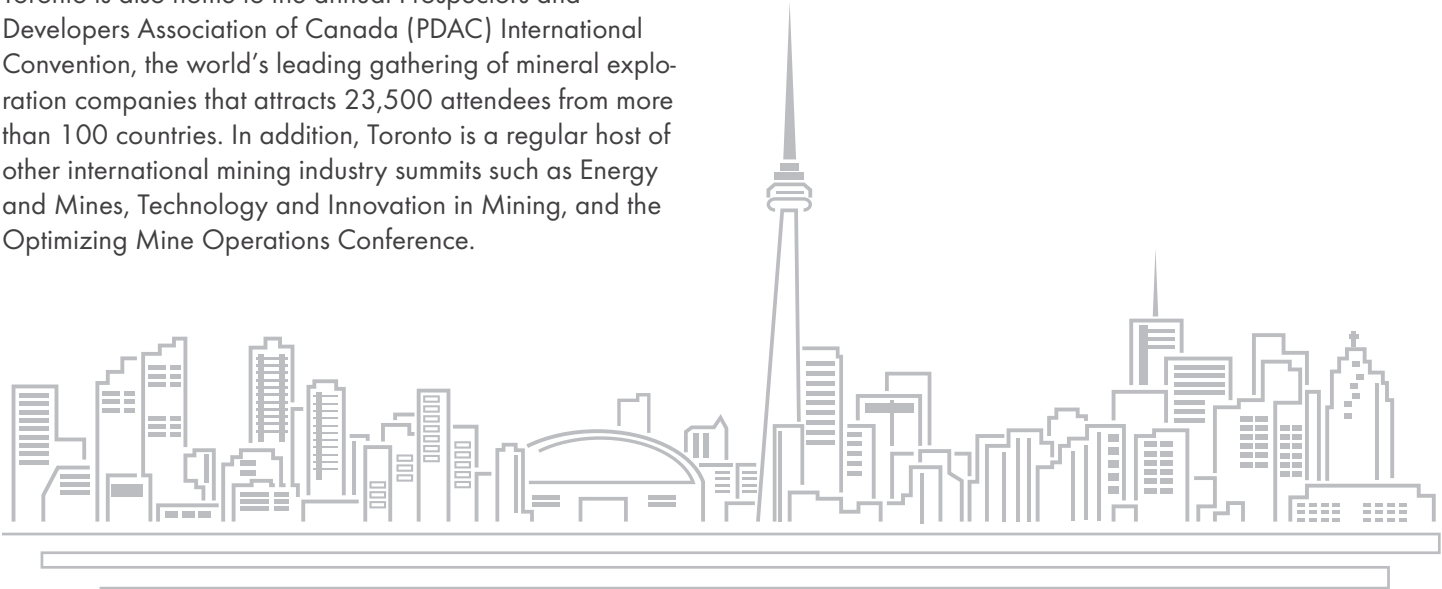 Toronto is also home to the annual Prospectors and
Developers Association of Canada (PDAC) International
Convention, the world’s leading gathering of mineral explo-
ration companies that attracts 23,500 attendees from more
than 100 countries. In addition, Toronto is a regular host of
other international mining industry summits such as Energy
and Mines, Technology and Innovation in Mining, and the
Optimizing Mine Operations Conference.